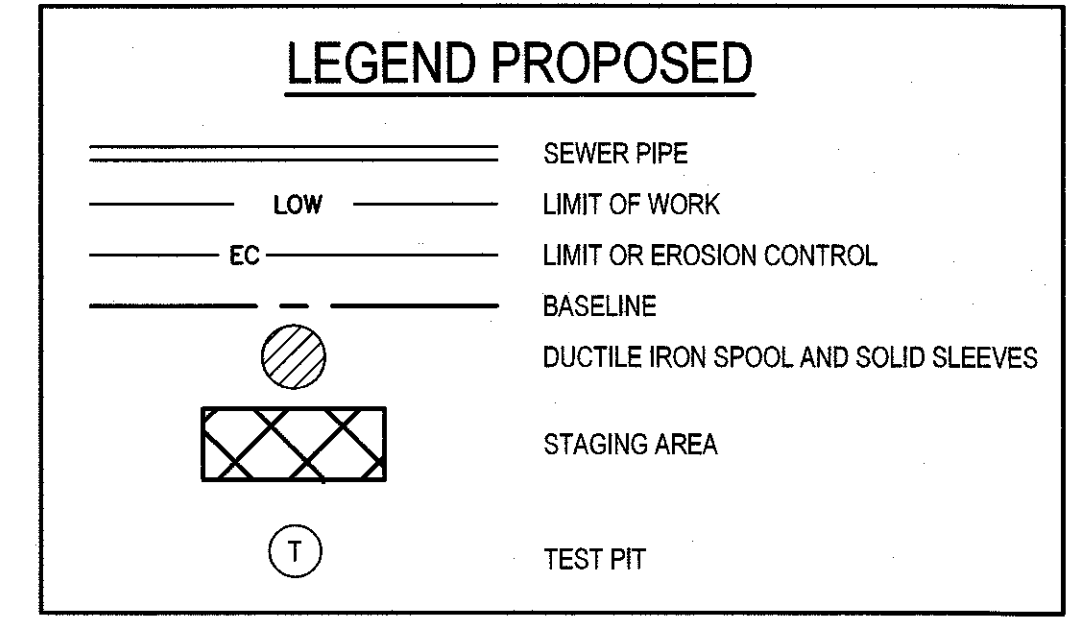 LEGEND PROPOSED
SEWER PIPE
LOW LIMIT OF WORK
EC LIMIT OR EROSION CONTROL
BASELINE
DUCTILE IRON SPOOL AND SOLID SLEEVES
STAGING AREA
T TEST PIT